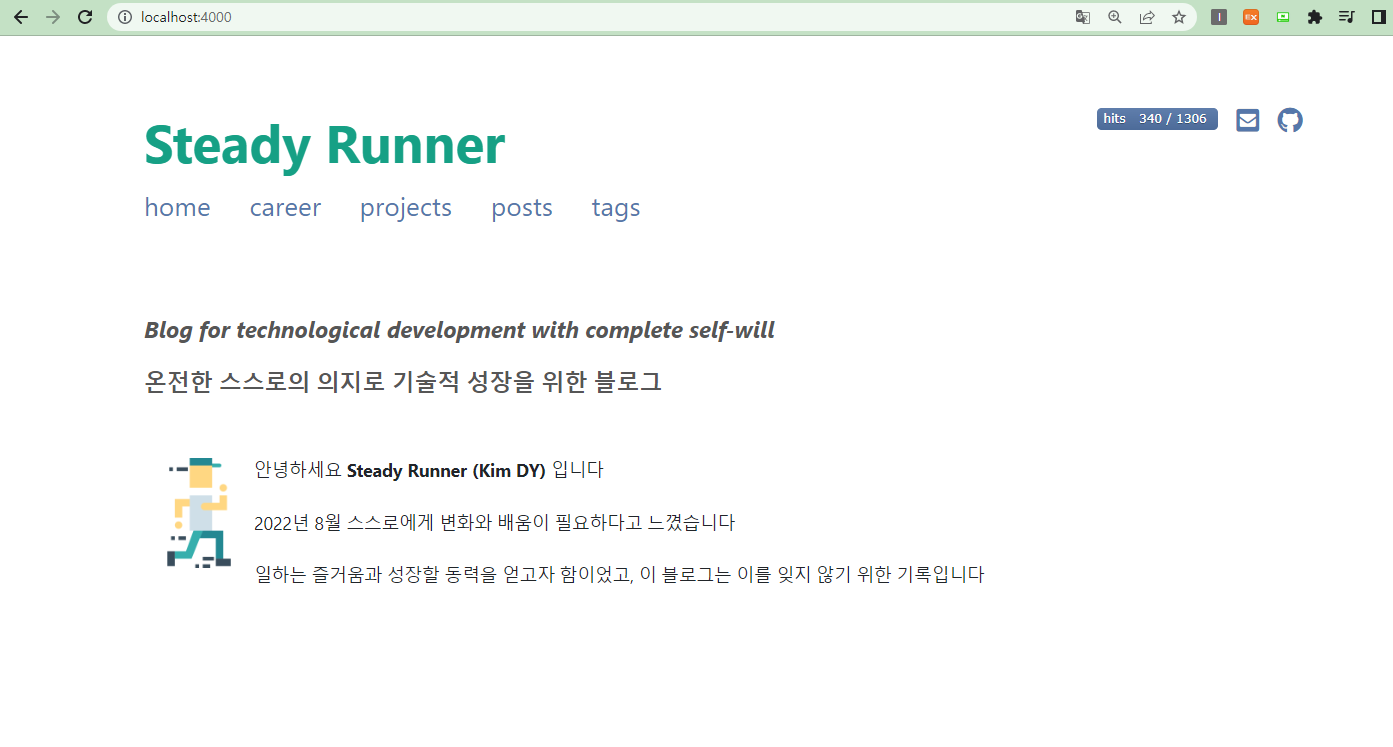 localhost:4000
hits 340 / 1306
Steady Runner
home career projects posts tags
Blog for technological development with complete self-will
온전한 스스로의 의지로 기술적 성장을 위한 블로그
안녕하세요 Steady Runner (Kim DY) 입니다
2022년 8월 스스로에게 변화와 배움이 필요하다고 느꼈습니다
일하는 즐거움과 성장할 동력을 얻고자 함이었고, 이 블로그는 이를 잊지 않기 위한 기록입니다